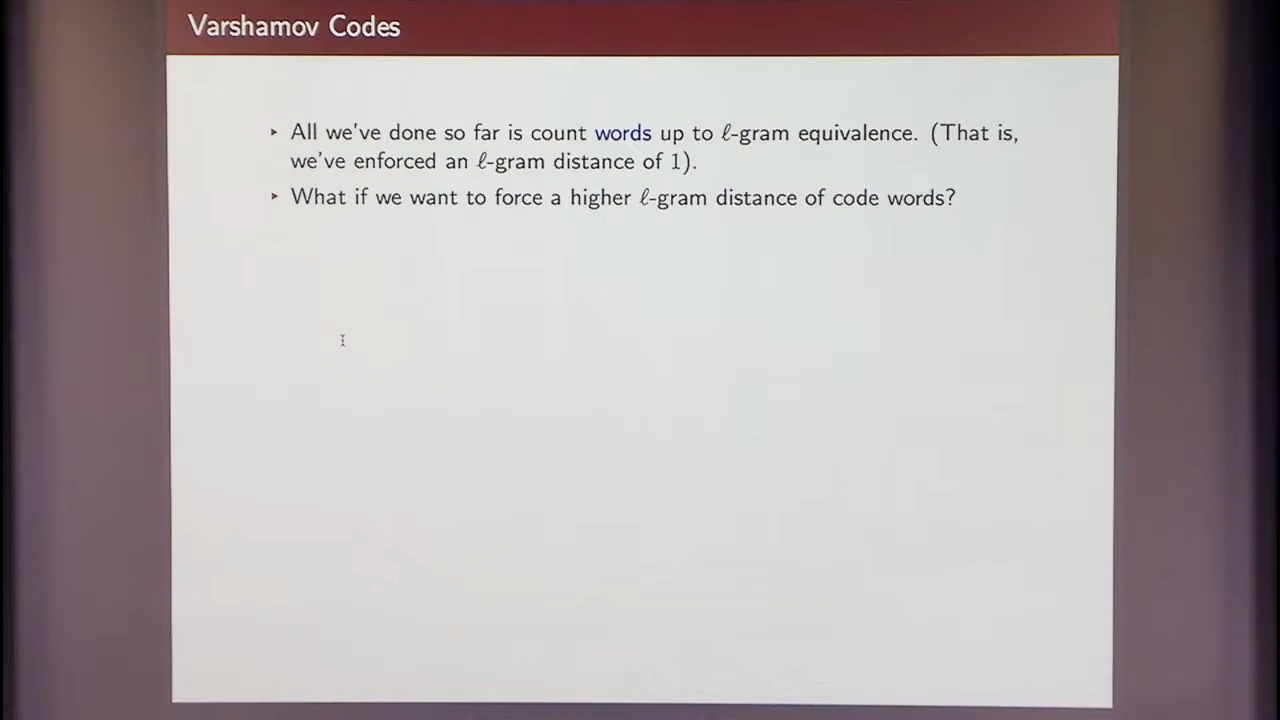 Varshamov Codes
‣ All we've done so far is count words up to ℓ-gram equivalence. (That is,
we've enforced an ℓ-gram distance of 1).
‣ What if we want to force a higher ℓ-gram distance of code words?